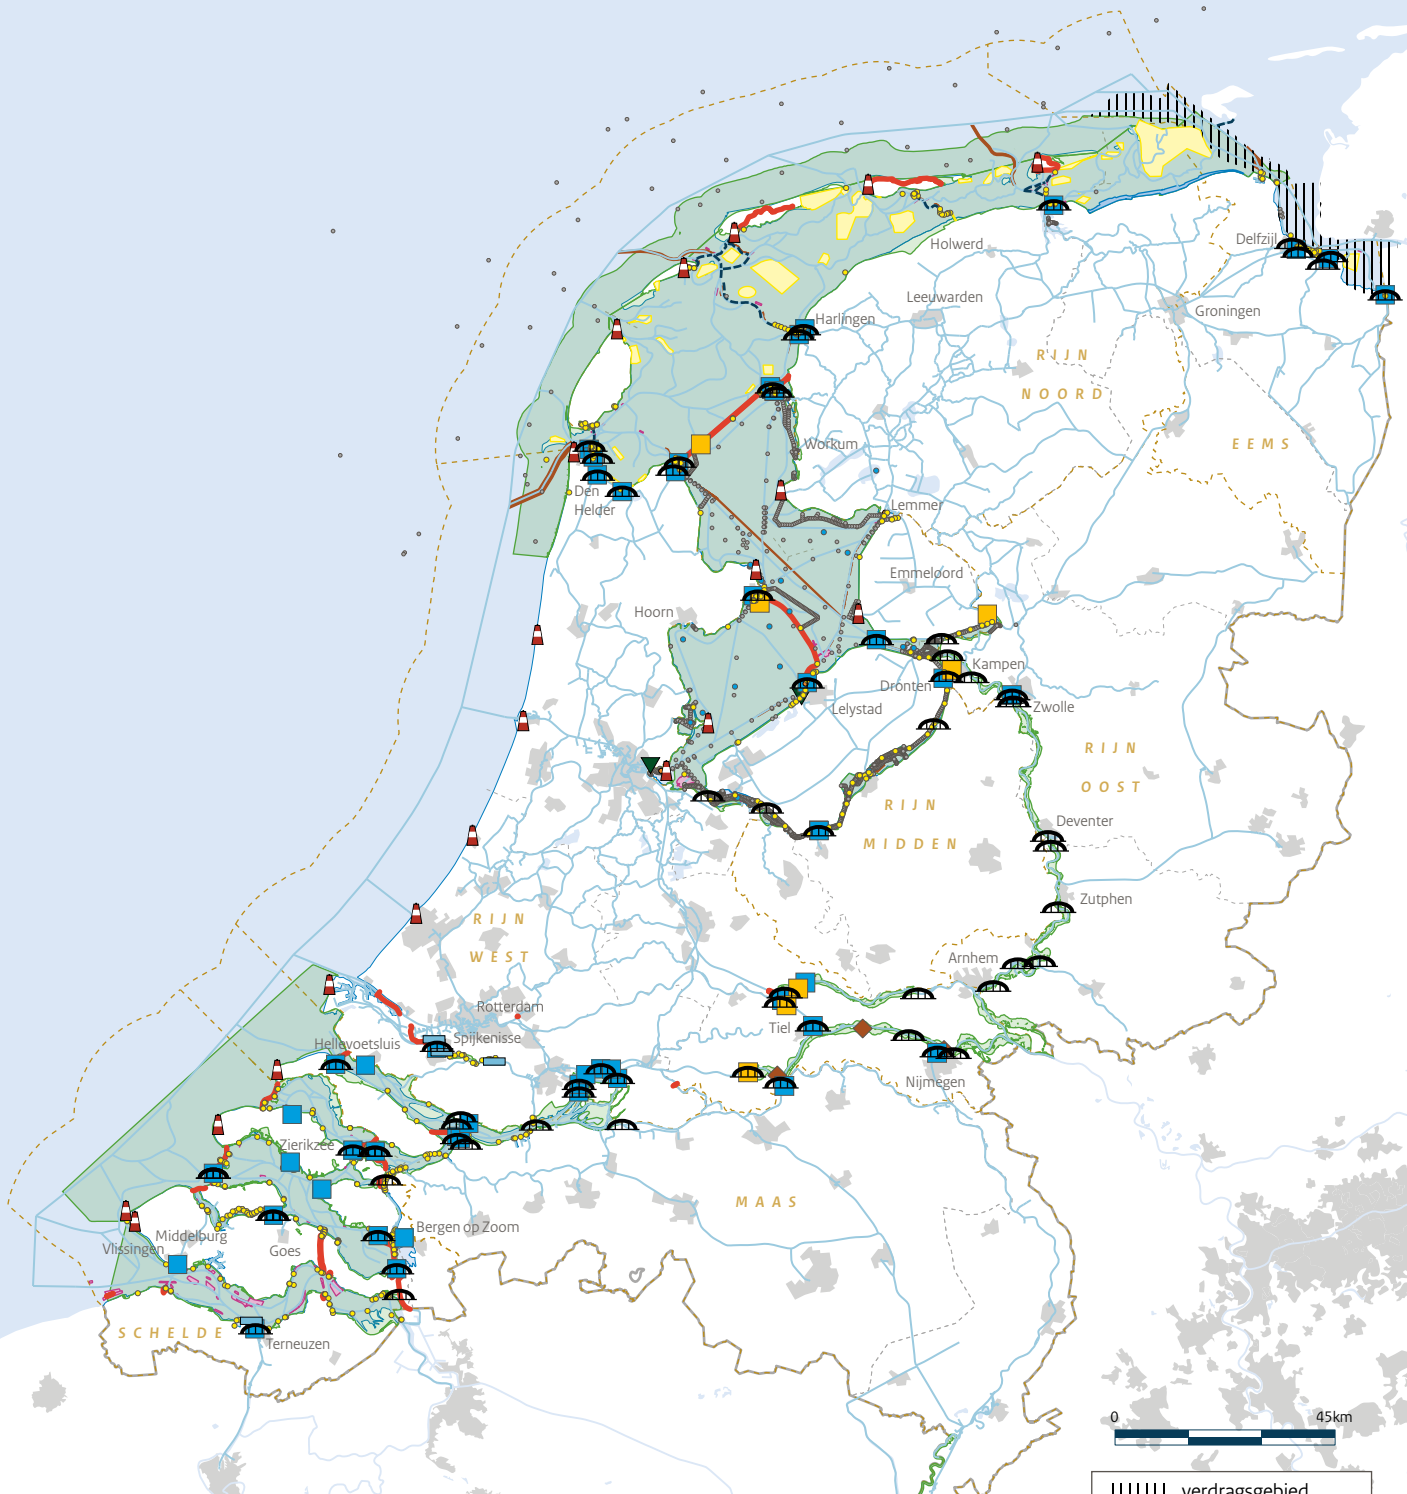 Holwerd
Delfzijl
Leeuwarden
Groningen
Harlingen
RIJN
NOORD
EEMS
Workum
Den
Helder
Lemmer
Emmeloord
Hoorn
Kampen
Dronten
Lelystad
Zwolle
RIJN
OOST
RIJN
MIDDEN
Deventer
Zutphen
RIJN
WEST
Arnhem
Rotterdam
Tiel
Spijkenisse
Hellevoetsluis
Nijmegen
Zierikzee
MAAS
Bergen op Zoom
Middelburg
Vlissingen
Goes
SCHELDE
Terneuzen
0 45km
verdragsgebied